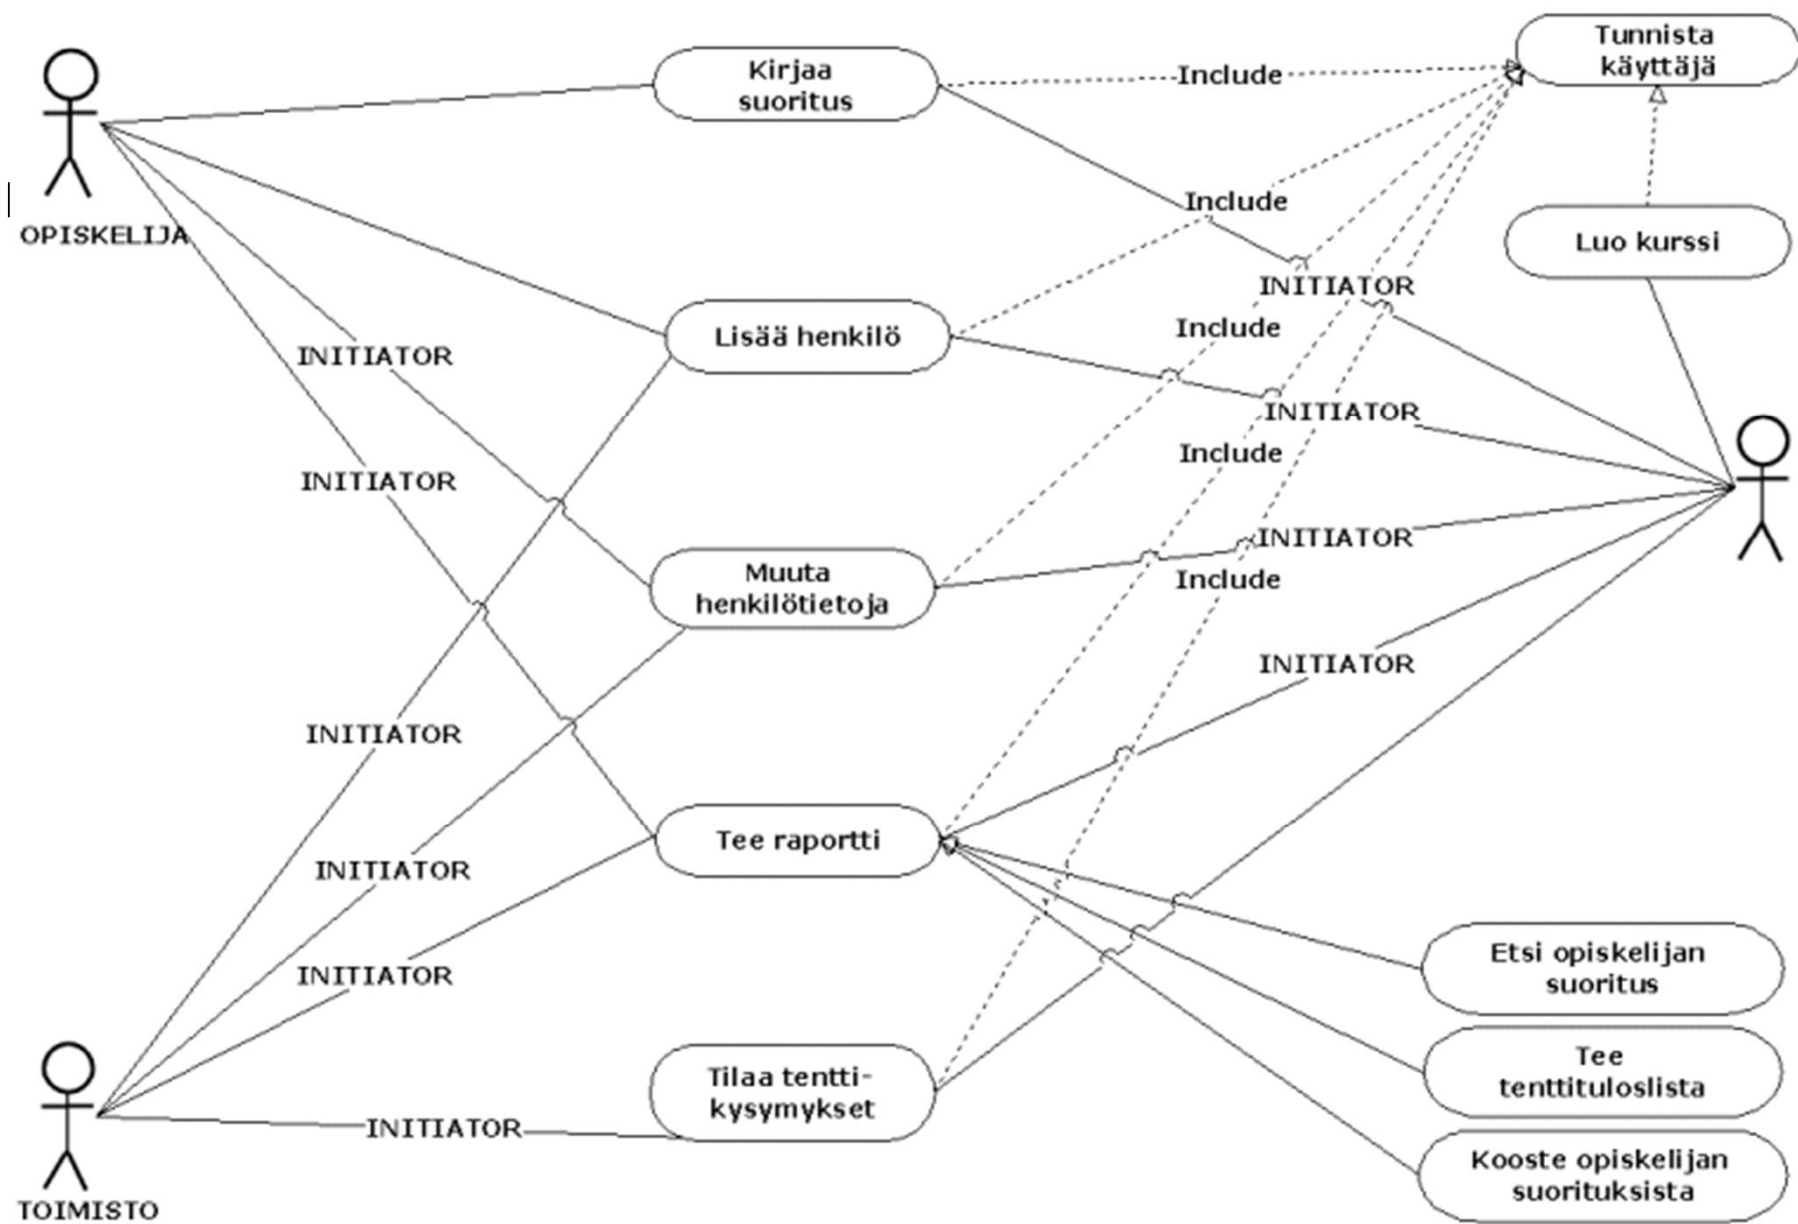 Tunnista
käyttäjä
Kirjaa
suoritus
Include
OPISKELIJA
Include
Luo kurssi
INITIATOR
Include
Lisää henkilö
INITIATOR
INITIATOR
Include
INITIATOR
INITIATOR
Muuta
henkilötietoja
Include
INITIATOR
INITIATOR
Tee raportti
INITIATOR
INITIATOR
Etsi opiskelijan
suoritus
Tee
tenttituloslista
Tilaa tentti-
kysymykset
INITIATOR
Kooste opiskelijan
suorituksista
TOIMISTO